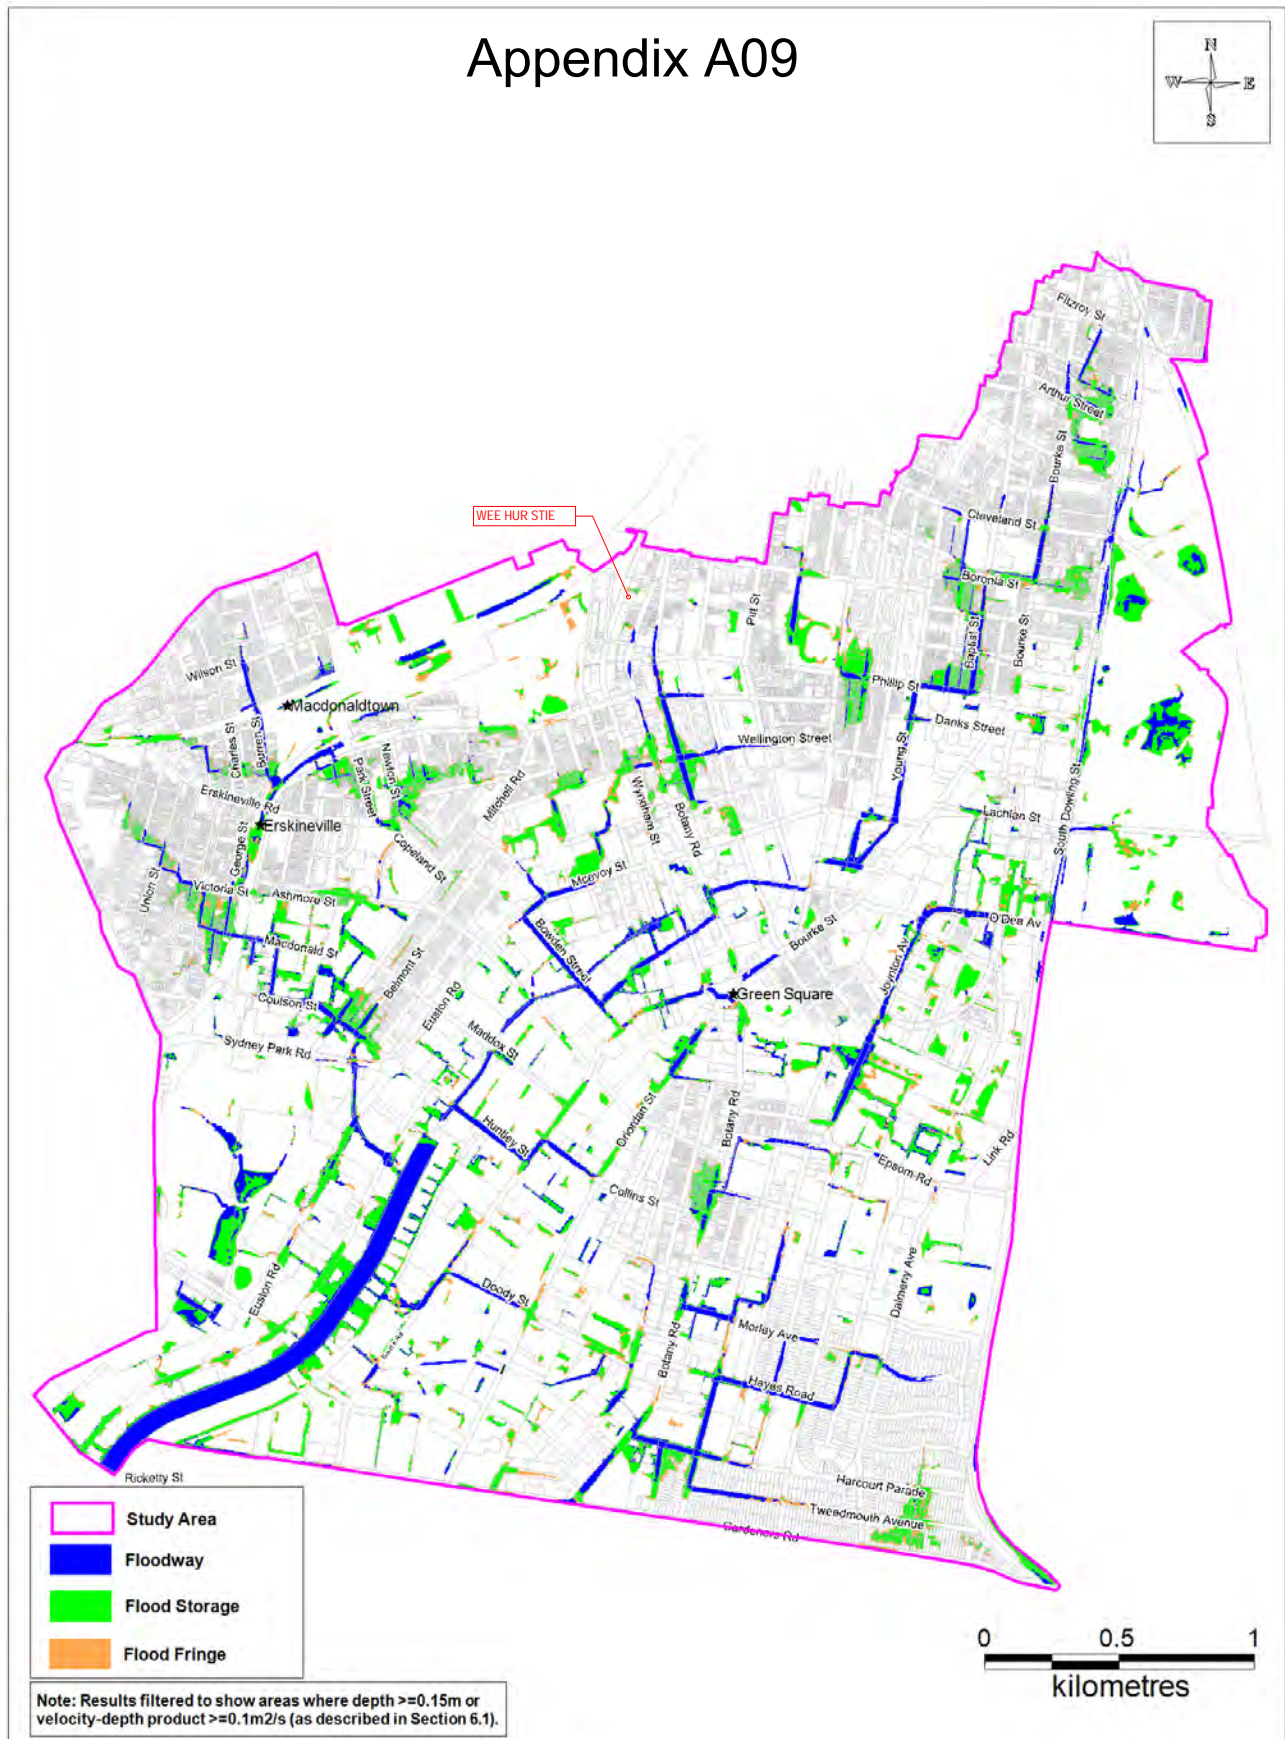 Appendix A09
N
W E
S
Fitzroy St
Arthur Street
Bourke St
WEE HUR STIE
Cleveland St
Boronia St
Pitt St
Baptist St
Bourke St
Wilson St
Phillip St
Macdonaldtown
Danks Street
Charles St
Burren St
Wellington Street
Young St
Newton St
Park Street
Mitchell Rd
South Dowling St
Erskineville Rd
Wyndham St
Botany Rd
Lachlan St
Erskineville
George St
Copeland St
Mcevoy St
Union St
Victoria St
Ashmore St
O'Dea Av
Bowden Street
Bourke St
Macdonald St
Joynton Av
Belmont St
Coulson St
Euston Rd
Green Square
Sydney Park Rd
Maddox St
Huntley St
Oriordan St
Botany Rd
Link Rd
Epsom Rd
Collins St
Euston Rd
Doody St
Dalmeny Ave
Morley Ave
Botany Rd
Hayes Road
Ricketty St
Harcourt Parade
Tweedmouth Avenue
Gardeners Rd
Study Area
Floodway
Flood Storage
Flood Fringe
0 0.5 1
kilometres
Note: Results filtered to show areas where depth >=0.15m or
velocity-depth product >=0.1m2/s (as described in Section 6.1).